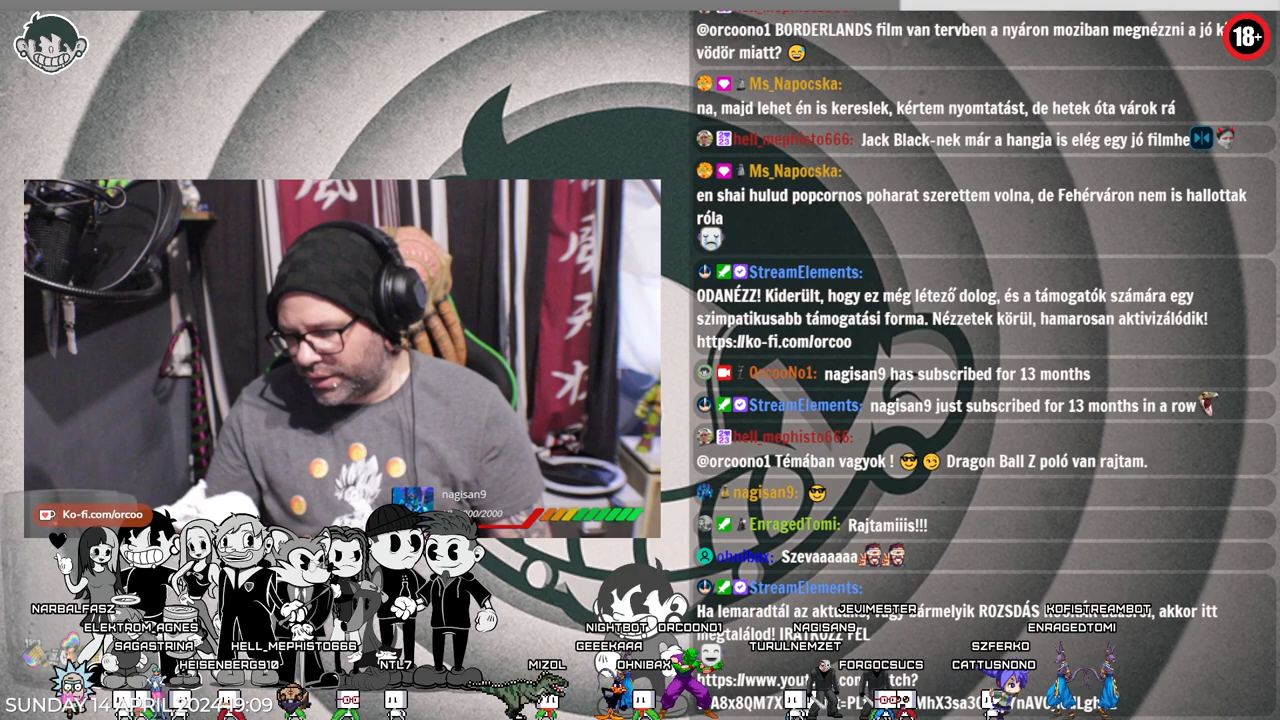 @orcoono1 BORDERLANDS film van tervben a nyáron moziban megnézni a jó
18+
vödör miatt? 😅
Ms_Napocska:
na, majd lehet én is kereslek, kértem nyomtatást, de hetek óta várok rá
hell_mephisto666: Jack Black-nek már a hangja is elég egy jó filmhe
Ms_Napocska:
en shai hulud popcornos poharat szerettem volna, de Fehérváron nem is hallottak
róla
StreamElements:
ODANÉZZ! Kiderült, hogy ez még létező dolog, és a támogatók számára egy
szimpatikusabb támogatási forma. Nézzetek körül, hamarosan aktivizálódik!
https://ko-fi.com/orcoo
OrcooNo1: nagisan9 has subscribed for 13 months
StreamElements: nagisan9 just subscribed for 13 months in a row
hell_mephisto666:
@orcoono1 Témában vagyok ! 😎 😏 Dragon Ball Z poló van rajtam.
nagisan9: 😎
EnragedTomi: Rajtamiiis!!!
ohnibax: Szevaaaaaa
StreamElements:
Ha lemaradtál az
ROZSDÁS
akkor itt
megtalálod! IRATKOZZ FEL
nagisan9
/2000
Ko-fi.com/orcoo
NARBALFASZ
ELEKTROM_AGNES
SAGASTRINA
HELL_MEPHISTO666
HEISENBERG910
NTL7
MIZOL
NIGHTBOT
ORCOONO1
GEEEKAAA
OHNIBAX
JEVIMESTER
NAGISAN9
TURULNEMZET
FORGOCSUCS
KOFISTREAMBOT
ENRAGEDTOMI
SZFERKO
CATTUSNONO
SUNDAY 14 APRIL 2024 19:09